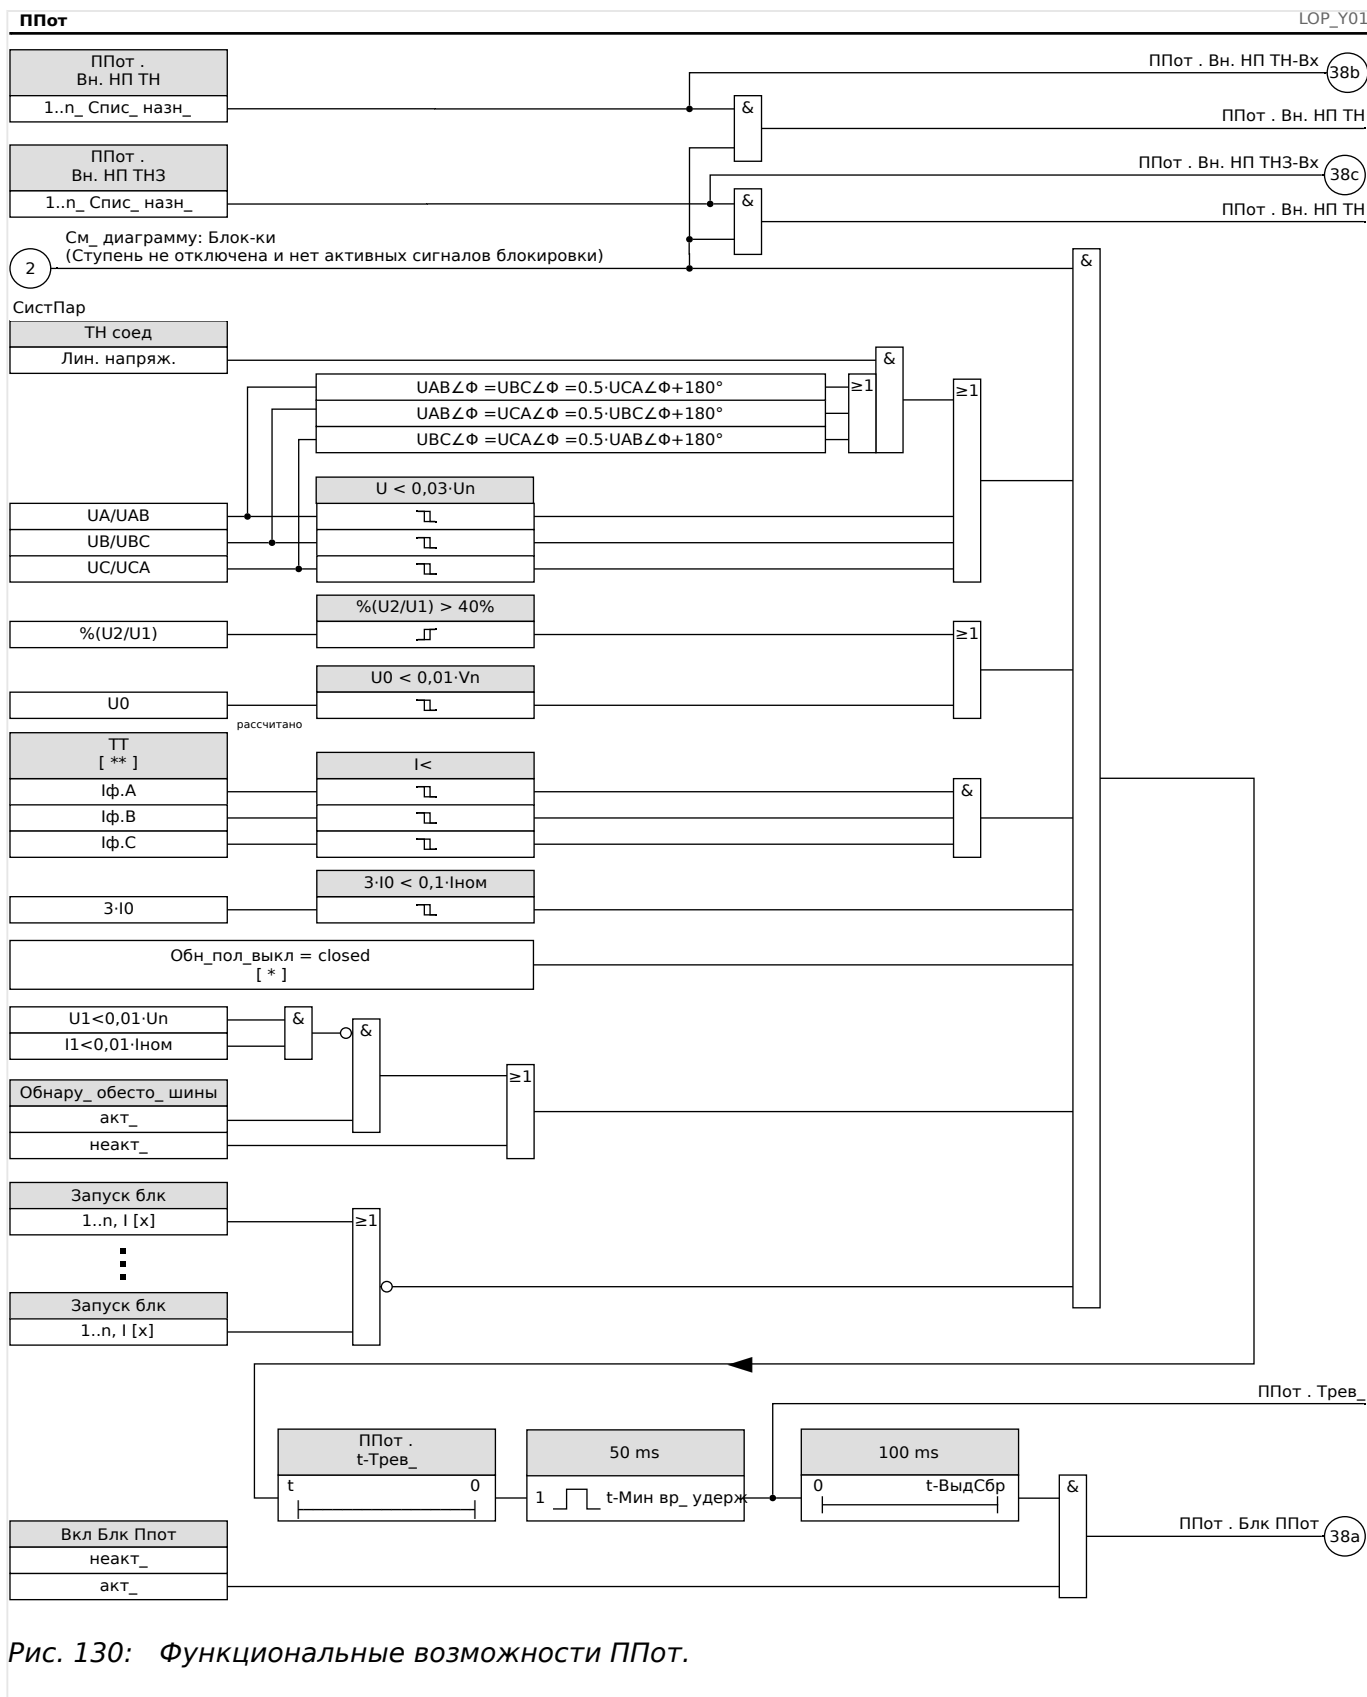 ППот
LOP_Y01
ППот .
Вн. НП ТН
1..n_ Спис_ назн_
ППот . Вн. НП ТН-Вх
38b
&
ППот . Вн. НП ТН
ППот .
Вн. НП ТНЗ
1..n_ Спис_ назн_
ППот . Вн. НП ТНЗ-Вх
38c
&
ППот . Вн. НП ТН
См_ диаграмму: Блок-ки
(Ступень не отключена и нет активных сигналов блокировки)
2
&
СистПар
ТН соед
Лин. напряж.
&
UAB∠Φ =UBC∠Φ =0.5·UCA∠Φ+180°
≥1
≥1
UAB∠Φ =UCA∠Φ =0.5·UBC∠Φ+180°
UBC∠Φ =UCA∠Φ =0.5·UAB∠Φ+180°
U < 0,03·Un
UA/UAB
UB/UBC
UC/UCA
%(U2/U1) > 40%
%(U2/U1)
≥1
U0 < 0,01·Vn
U0
рассчитано
ТТ
[ ** ]
I<
Iф.A
&
Iф.B
Iф.C
3·I0 < 0,1·Iном
3·I0
Обн_пол_выкл = closed
[ * ]
U1<0,01·Un
&
&
I1<0,01·Iном
≥1
Обнару_ обесто_ шины
акт_
неакт_
Запуск блк
1..n, I [x]
≥1
Запуск блк
1..n, I [x]
ППот . Трев_
ППот .
t-Трев_
50 ms
100 ms
t
0
1
t-Мин вр_ удерж
0
t-ВыдСбр
&
Вкл Блк Ппот
ППот . Блк ППот
38a
неакт_
акт_
Рис. 130: Функциональные возможности ППот.